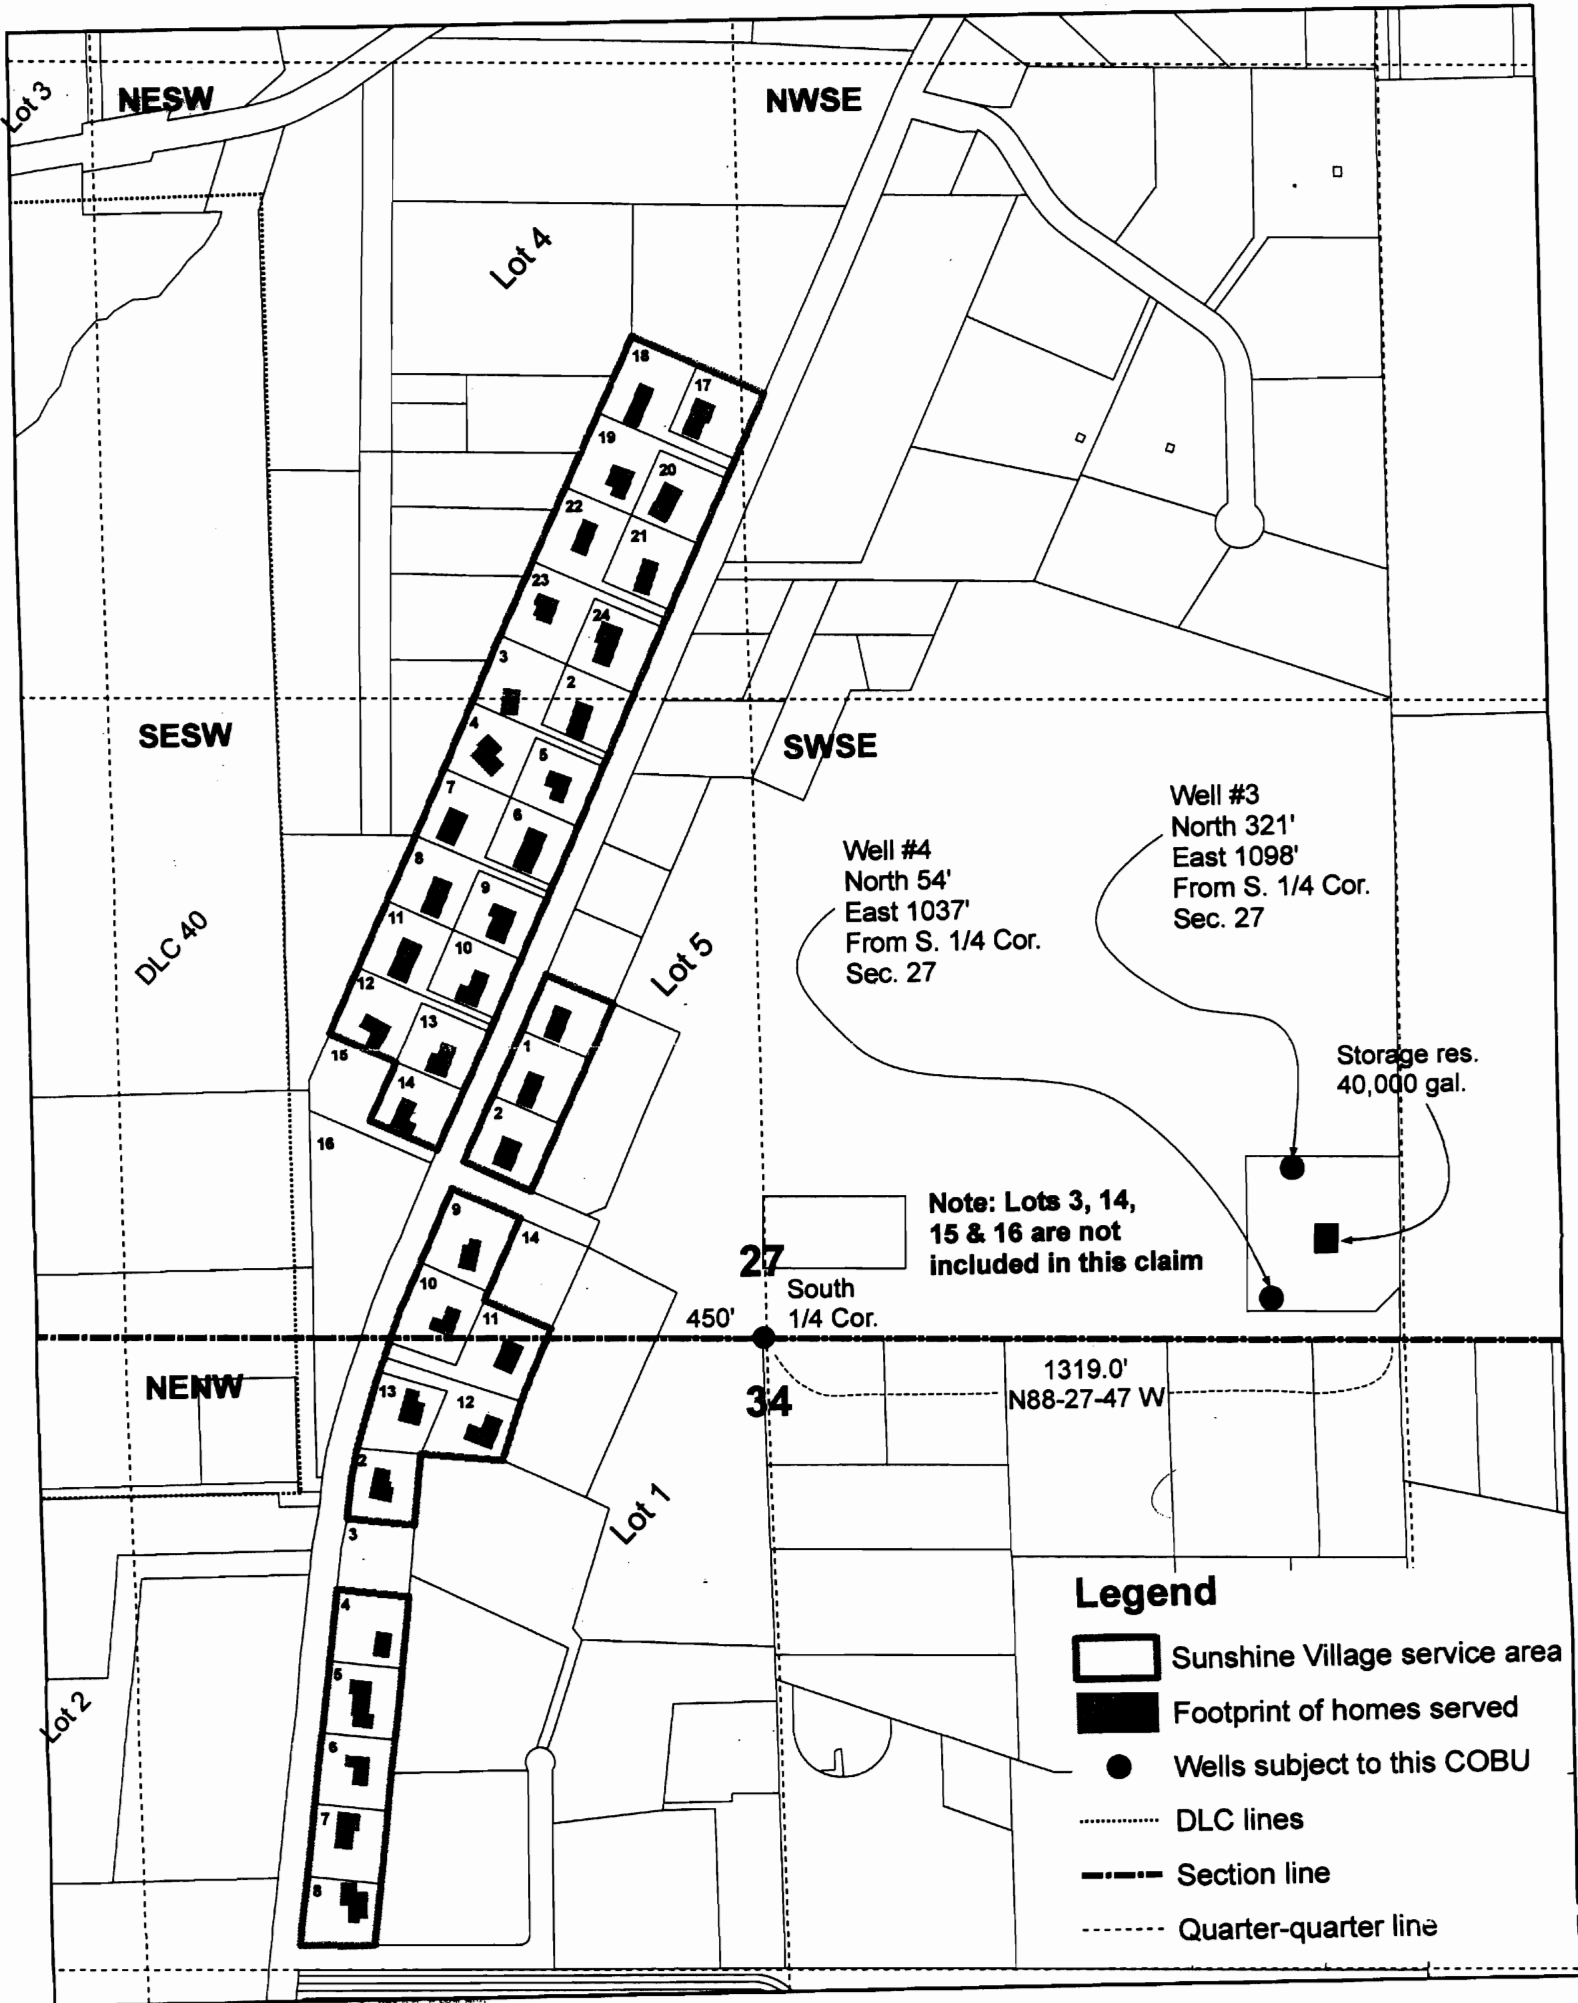 Lot 3
NESW
NWSE
Lot 4
18
17
19
20
22
21
23
24
3
2
4
5
7
6
8
9
11
10
12
13
15
14
16
SESW
SWSE
DLC 40
Lot 5
Well #3
North 321'
East 1098'
From S. 1/4 Cor.
Sec. 27
Well #4
North 54'
East 1037'
From S. 1/4 Cor.
Sec. 27
Storage res.
40,000 gal.
1
2
Note: Lots 3, 14,
15 & 16 are not
included in this claim
9
14
10
11
27
South
1/4 Cor.
450'
NENW
34
1319.0'
N88-27-47 W
13
12
2
3
Lot 1
4
5
6
7
8
Lot 2
Legend
Sunshine Village service area
Footprint of homes served
Wells subject to this COBU
DLC lines
Section line
Quarter-quarter line